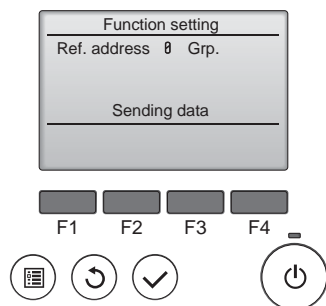 Function setting
Ref. address 0 Grp.
Sending data
F1 F2 F3 F4